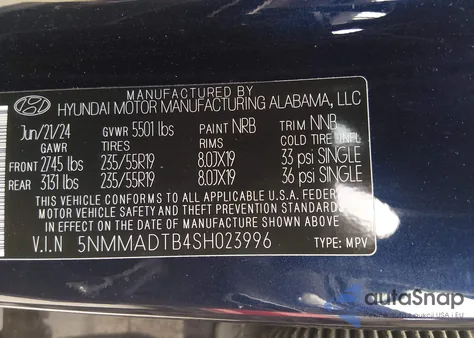 MANUFACTURED BY
HYUNDAI MOTOR MANUFACTURING ALABAMA, LLC
Jun/21/24 GVWR 5501 lbs PAINT NRB TRIM NNB
GAWR TIRES RIMS COLD TIRE INFL.
FRONT 2745 lbs 235/55R19 8.0JX19 33 psi SINGLE
REAR 3131 lbs 235/55R19 8.0JX19 36 psi SINGLE
THIS VEHICLE CONFORMS TO ALL APPLICABLE U.S.A. FEDER
MOTOR VEHICLE SAFETY AND THEFT PREVENTION STANDARDS
IN EFFECT ON THE DATE OF MANUFACTURE SHOWN ABOVE.
V.I.N 5NMMADTB4SH023996 TYPE: MPV
autoSnap